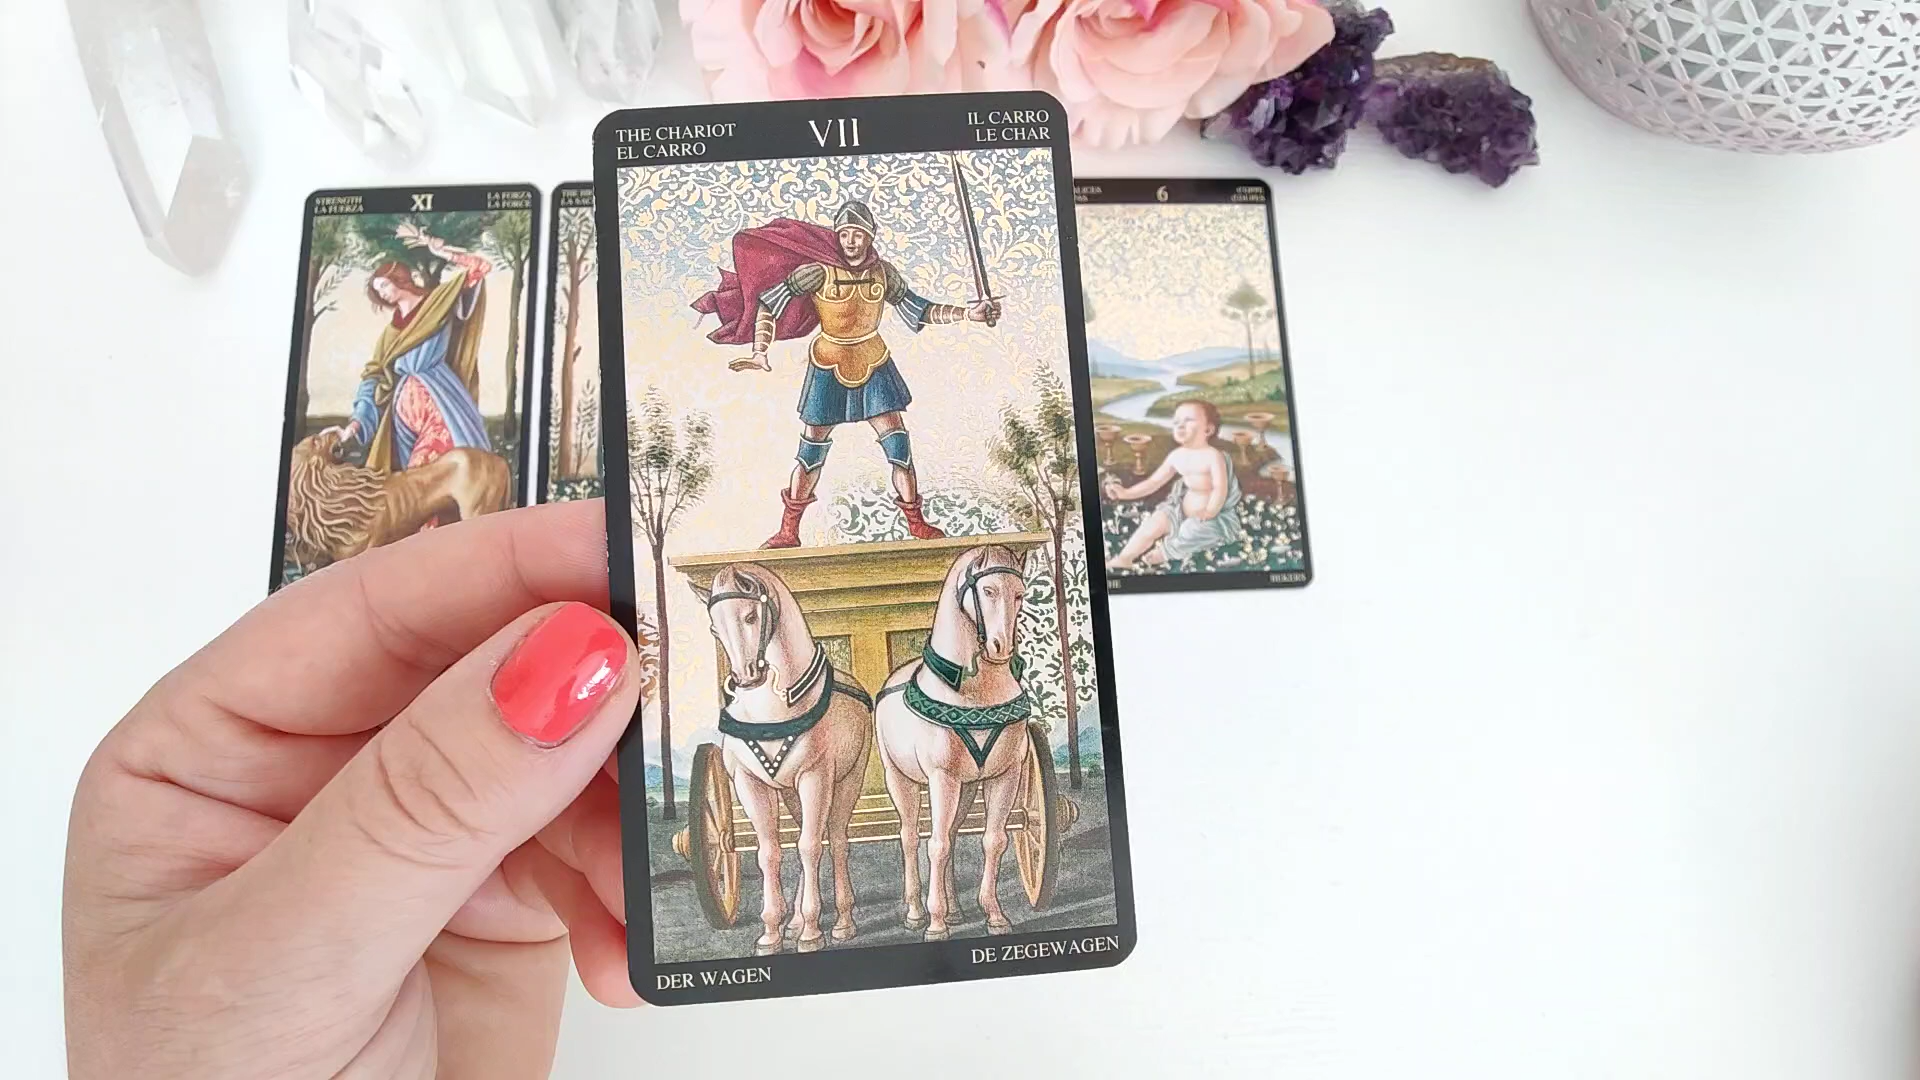 THE CHARIOT
EL CARRO
VII
IL CARRO
LE CHAR
DER WAGEN
DE ZEGEWAGEN
STRENGTH
LA FUERZA
XI
LA FORZA
LA FORCE
6